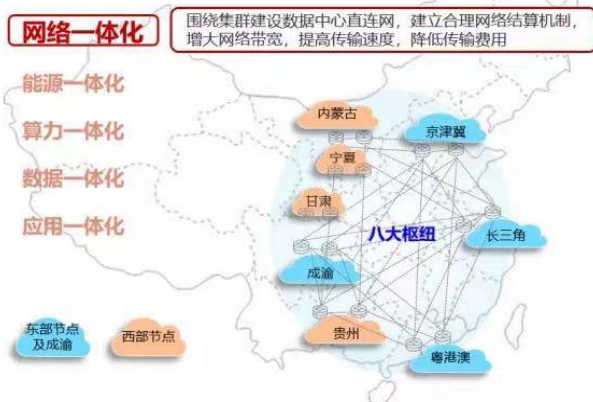 网络一体化
围绕集群建设数据中心直连网，建立合理网络结算机制，
增大网络带宽，提高传输速度，降低传输费用
能源一体化
算力一体化
数据一体化
应用一体化
内蒙古
京津冀
宁夏
甘肃
八大枢纽
长三角
成渝
贵州
粤港澳
东部节点
及成渝
西部节点